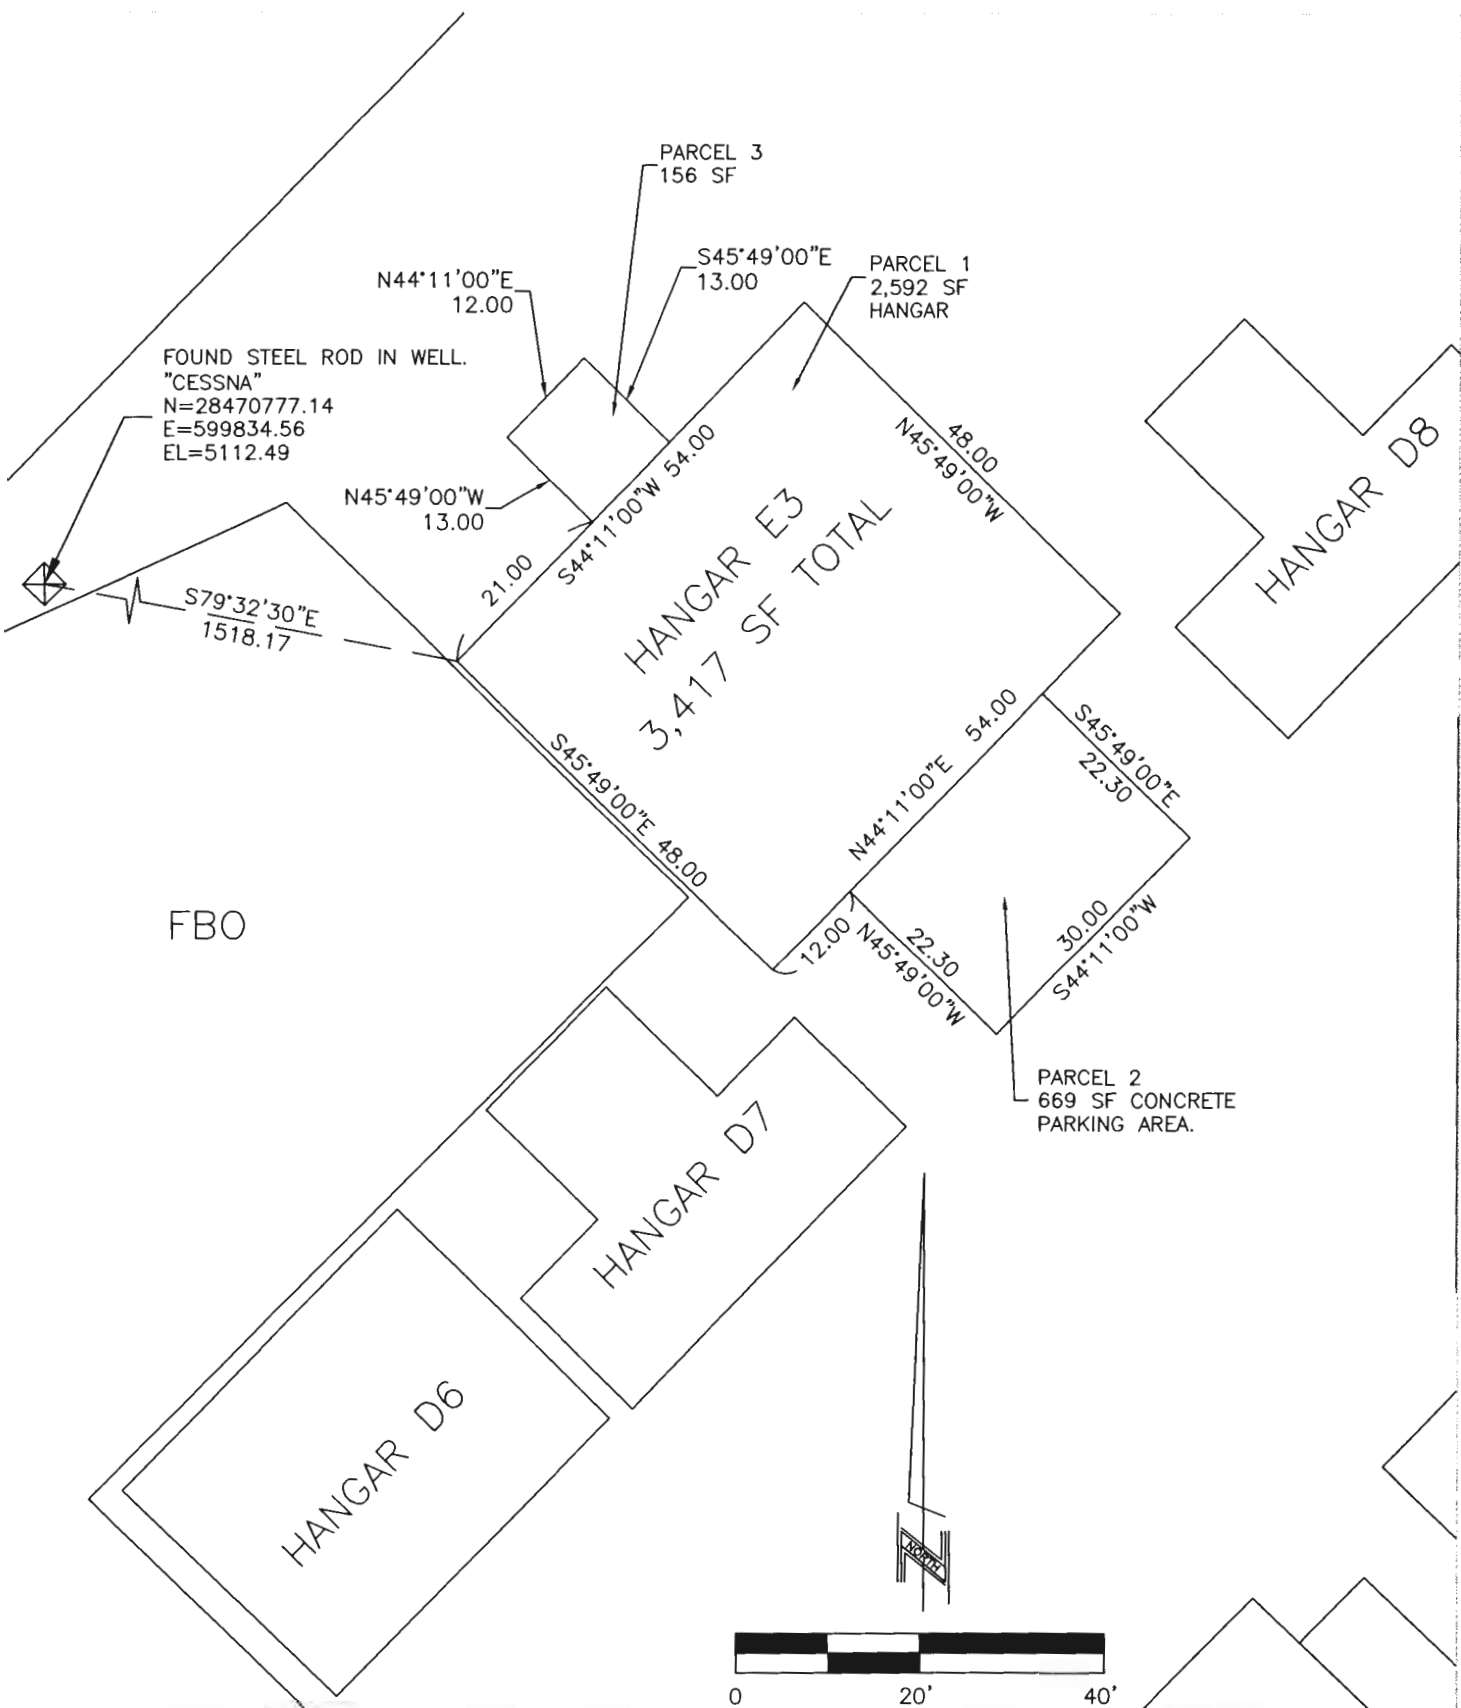 PARCEL 3
156 SF
S45°49'00"E
13.00
N44°11'00"E
12.00
PARCEL 1
2,592 SF
HANGAR
FOUND STEEL ROD IN WELL.
"CESSNA"
N=28470777.14
E=599834.56
EL=5112.49
N45°49'00"W
13.00
21.00
S44°11'00"W 54.00
48.00
N45°49'00"W
HANGAR E3
3,417 SF TOTAL
HANGAR D8
S79°32'30"E
1518.17
S45°49'00"E 48.00
N44°11'00"E 54.00
S45°49'00"E
22.30
12.00
22.30
N45°49'00"W
30.00
S44°11'00"W
FBO
PARCEL 2
669 SF CONCRETE
PARKING AREA.
HANGAR D7
HANGAR D6
NORTH
0 20' 40'